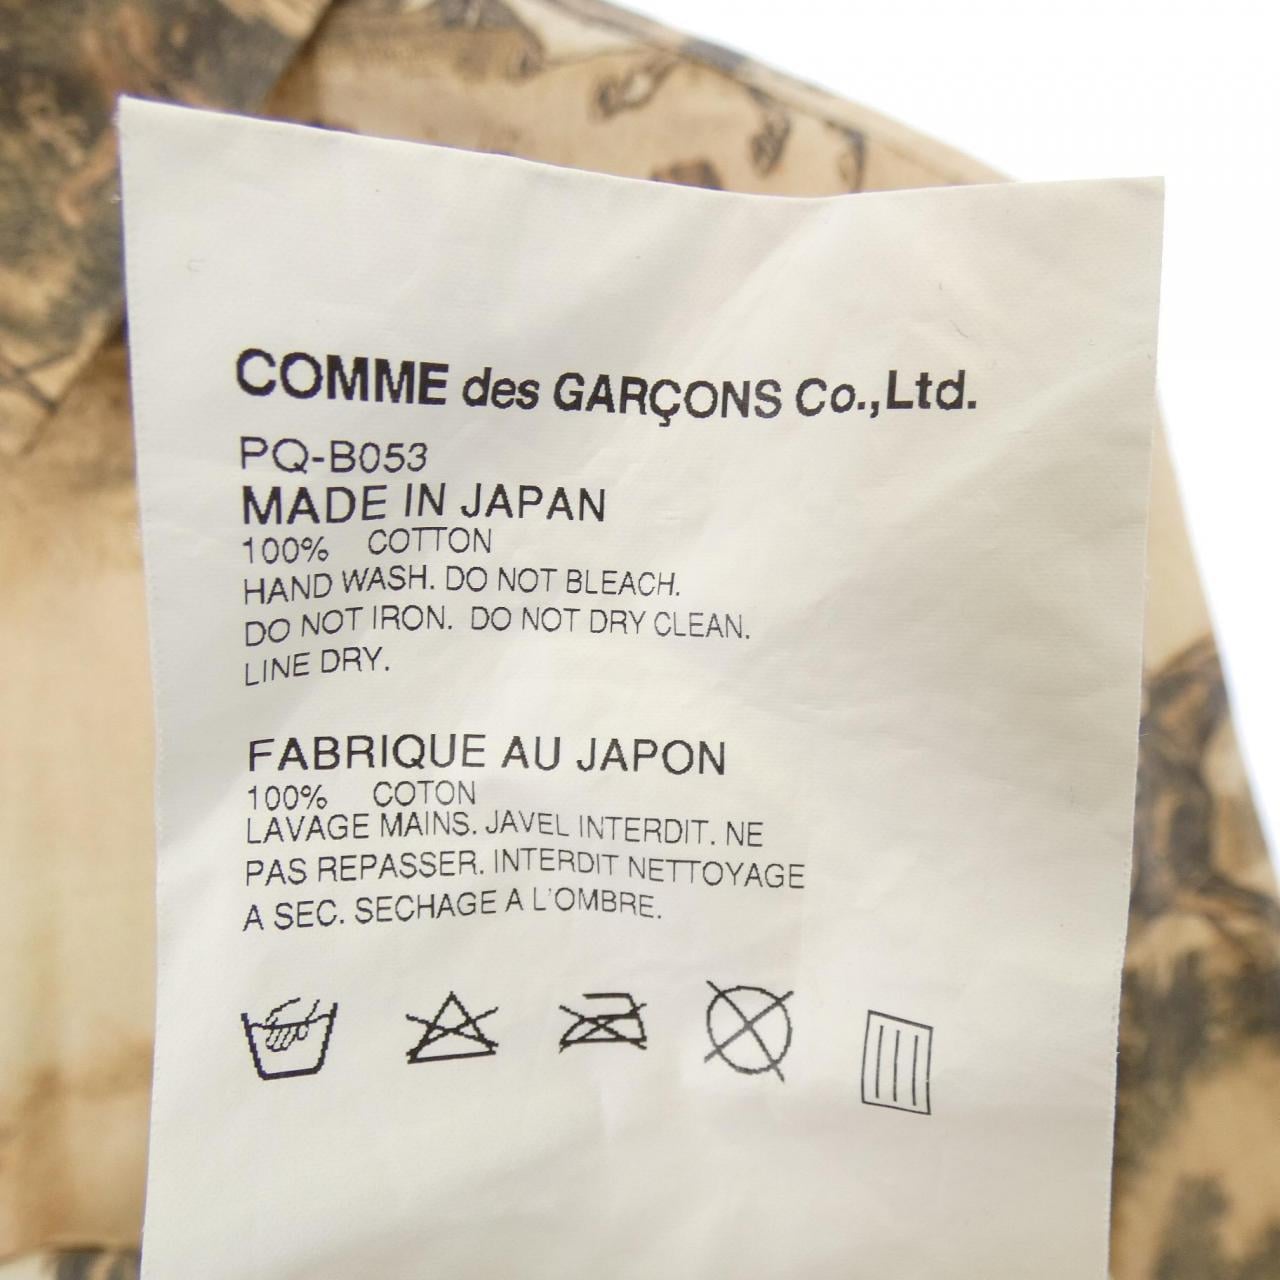 COMME des GARÇONS Co.,Ltd.
PQ-B053
MADE IN JAPAN
100% COTTON
HAND WASH. DO NOT BLEACH.
DO NOT IRON. DO NOT DRY CLEAN.
LINE DRY.
FABRIQUE AU JAPON
100% COTON
LAVAGE MAINS. JAVEL INTERDIT. NE
PAS REPASSER. INTERDIT NETTOYAGE
A SEC. SECHAGE A L'OMBRE.